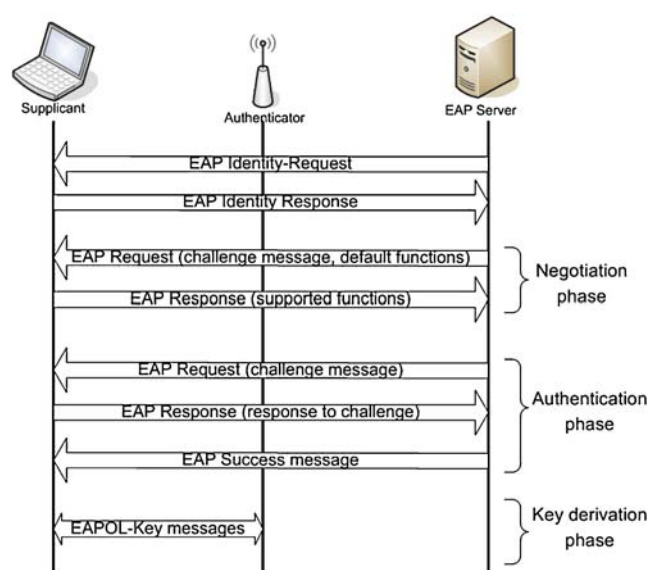 Supplicant
Authenticator
EAP Server
EAP Identity-Request
EAP Identity Response
EAP Request (challenge message, default functions)
EAP Response (supported functions)
Negotiation
phase
EAP Request (challenge message)
EAP Response (response to challenge)
EAP Success message
Authentication
phase
EAPOL-Key messages
Key derivation
phase